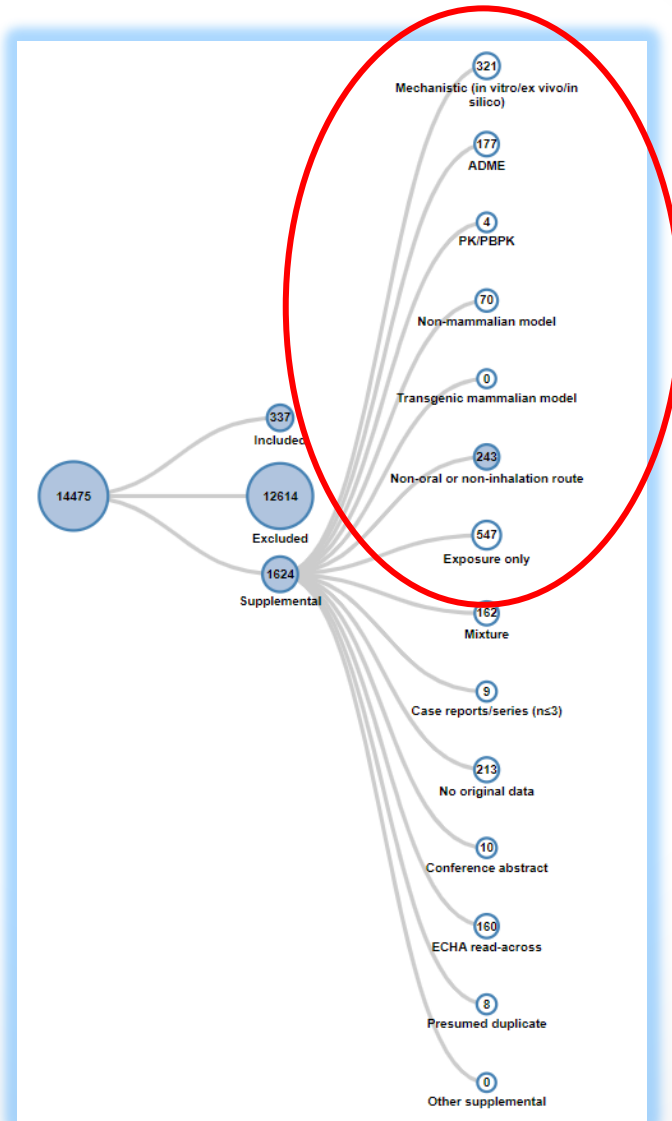 321
Mechanistic (in vitro/ex vivo/in
silico)
177
ADME
4
PK/PBPK
70
Non-mammalian model
0
Transgenic mammalian model
337
Included
243
Non-oral or non-inhalation route
14475
12614
Excluded
547
Exposure only
1624
Supplemental
162
Mixture
9
Case reports/series (n≤3)
213
No original data
10
Conference abstract
160
ECHA read-across
8
Presumed duplicate
0
Other supplemental